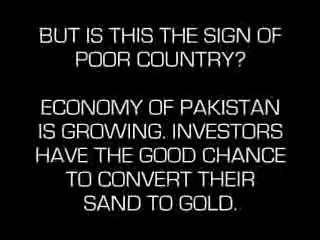 BUT IS THIS THE SIGN OF
POOR COUNTRY?
ECONOMY OF PAKISTAN
IS GROWING. INVESTORS
HAVE THE GOOD CHANCE
TO CONVERT THEIR
SAND TO GOLD.